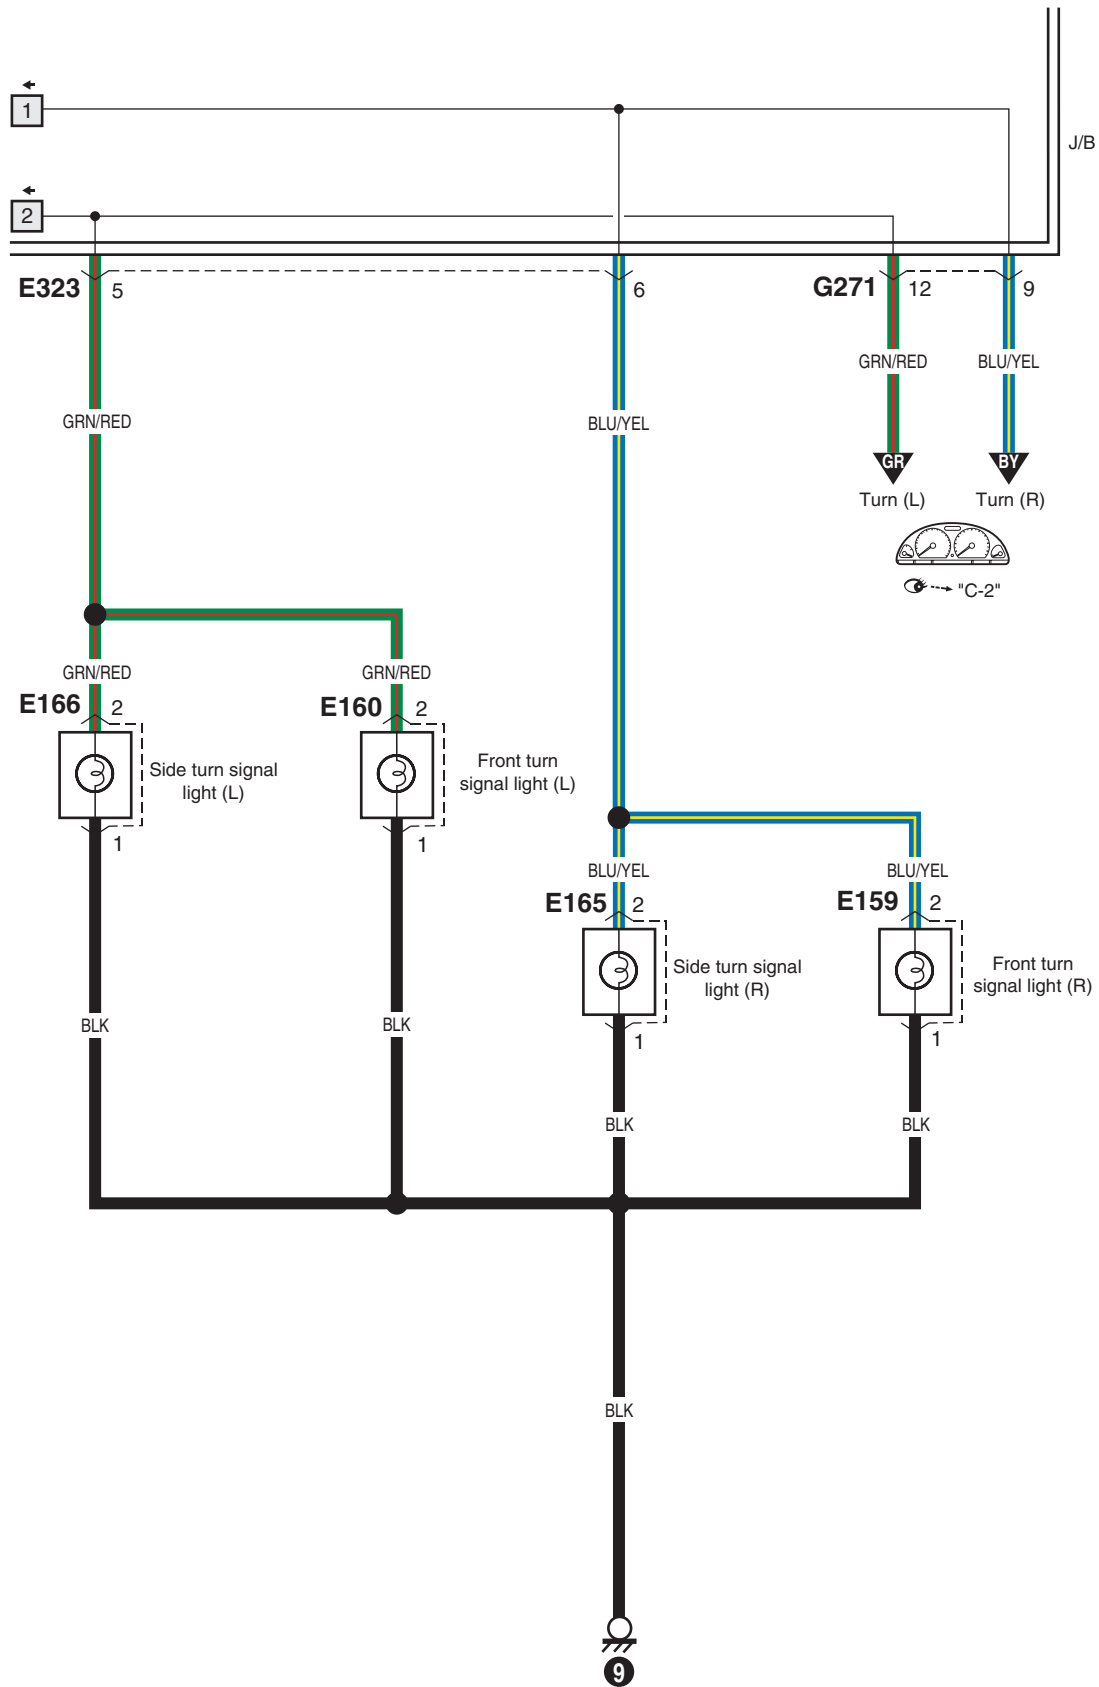 1
J/B
2
E323 5
6
G271 12
9
GRN/RED
BLU/YEL
GRN/RED
BLU/YEL
GR
BY
Turn (L)
Turn (R)
"C-2"
GRN/RED
GRN/RED
E166 2
E160 2
Side turn signal
light (L)
Front turn
signal light (L)
1
1
BLU/YEL
BLU/YEL
E165 2
E159 2
Side turn signal
light (R)
Front turn
signal light (R)
BLK
BLK
1
1
BLK
BLK
BLK
9